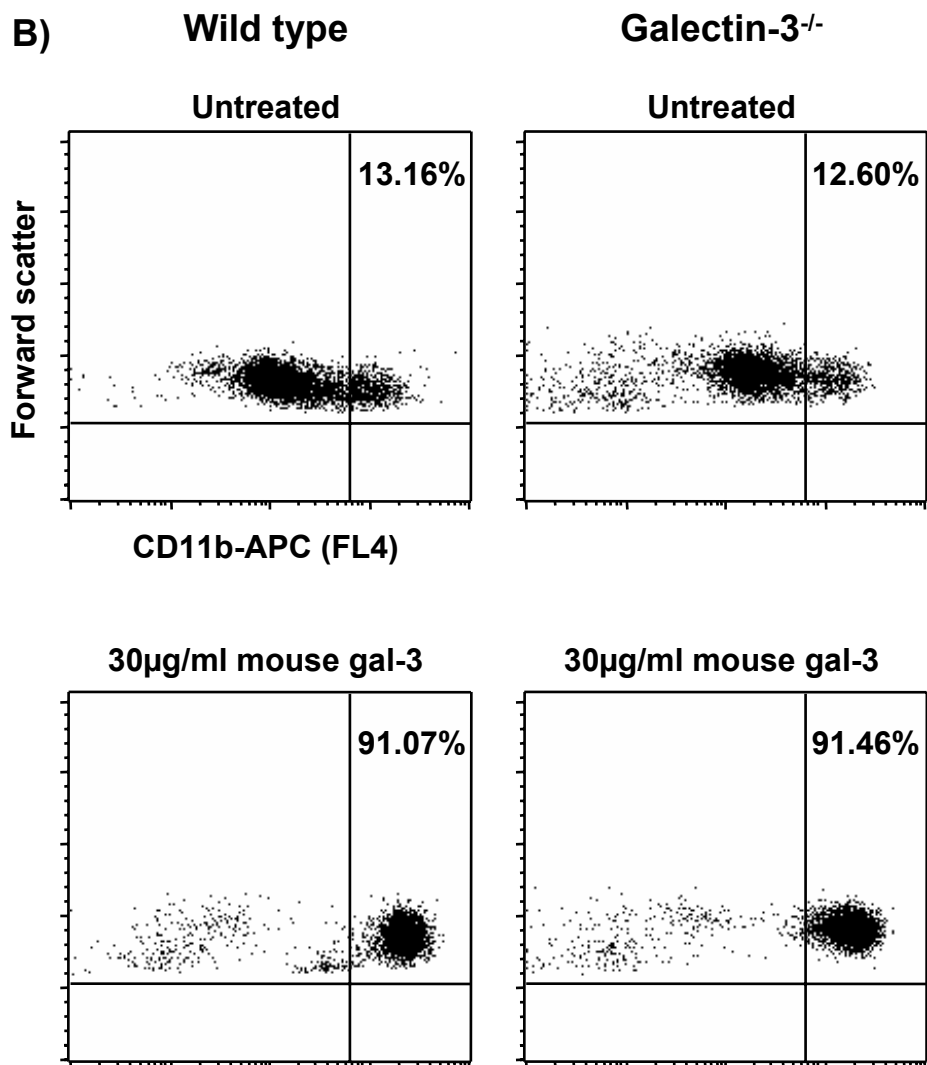 B) Wild type Galectin-3-/-
Untreated Untreated
13.16% 12.60%
Forward scatter
CD11b-APC (FL4)
30µg/ml mouse gal-3 30µg/ml mouse gal-3
91.07% 91.46%